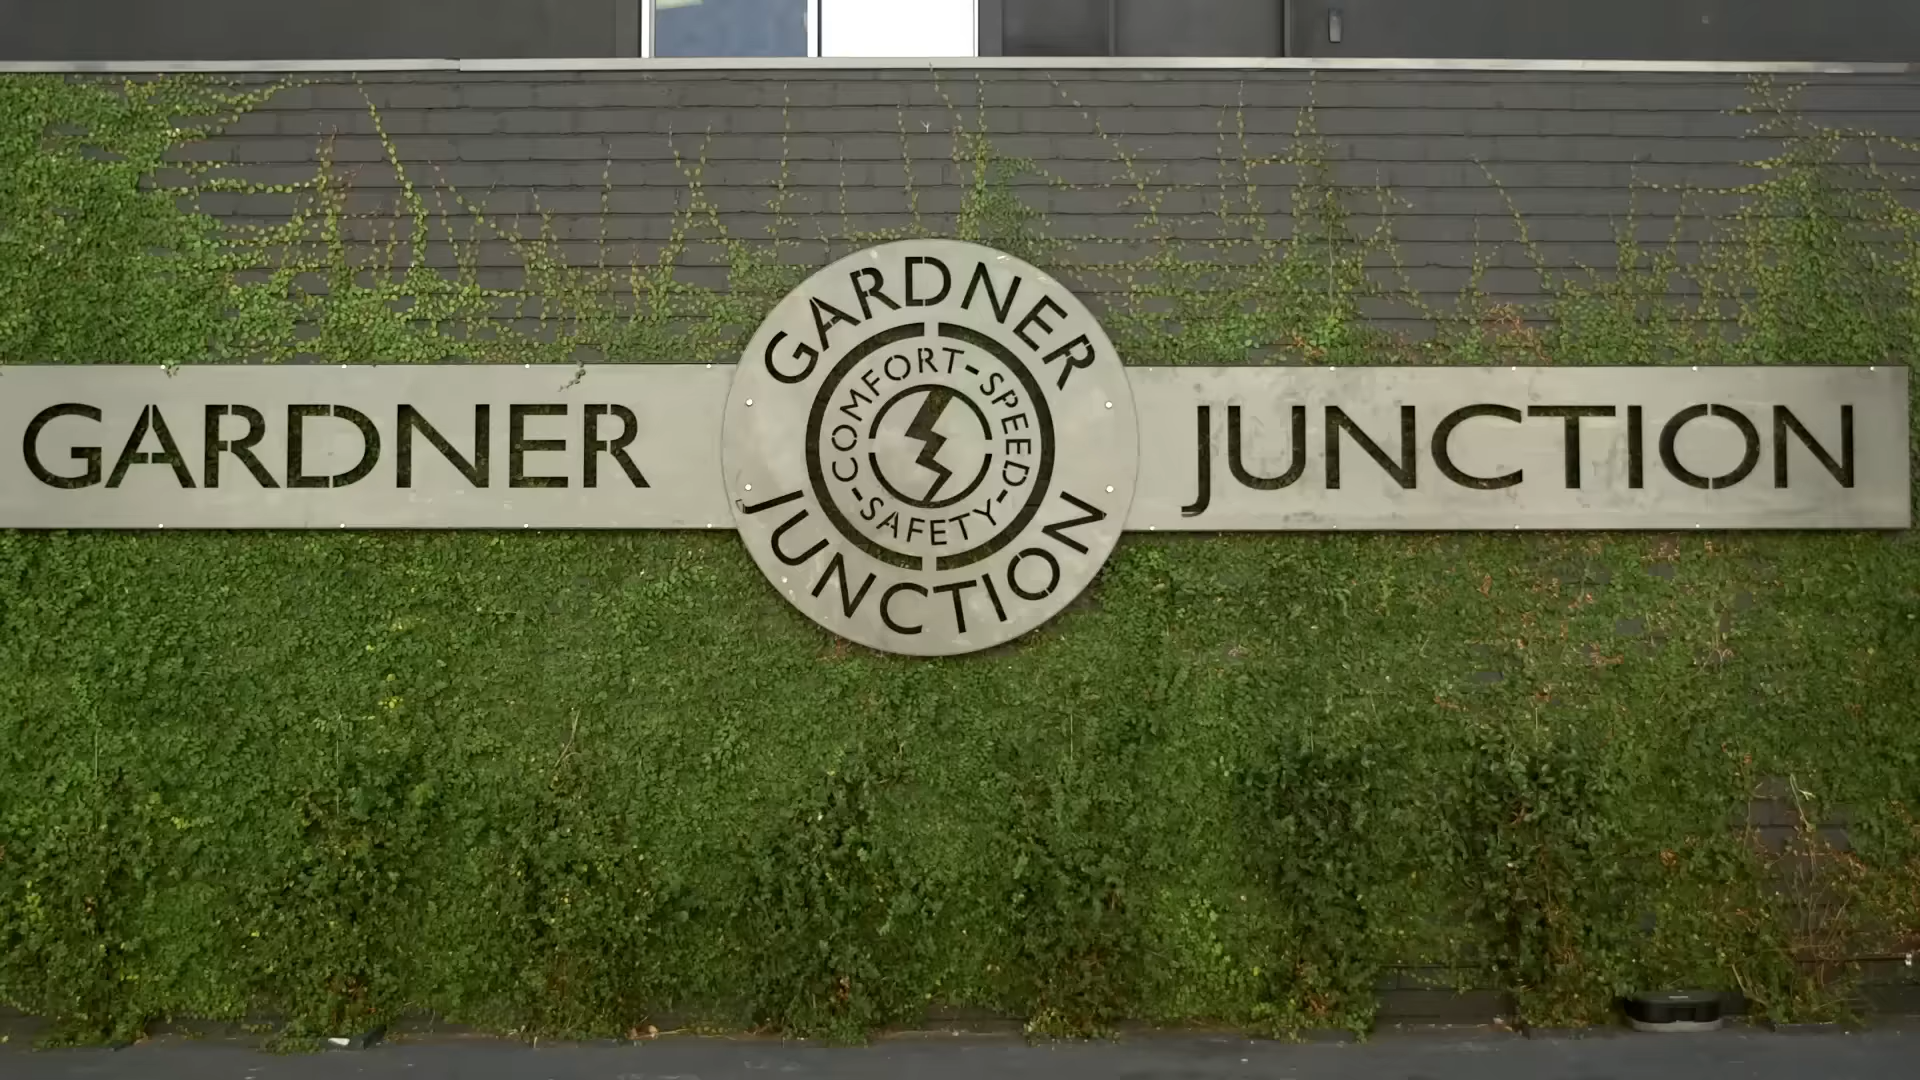 GARDNER
GARDNER
COMFORT-SPEED-SAFETY-
JUNCTION
JUNCTION